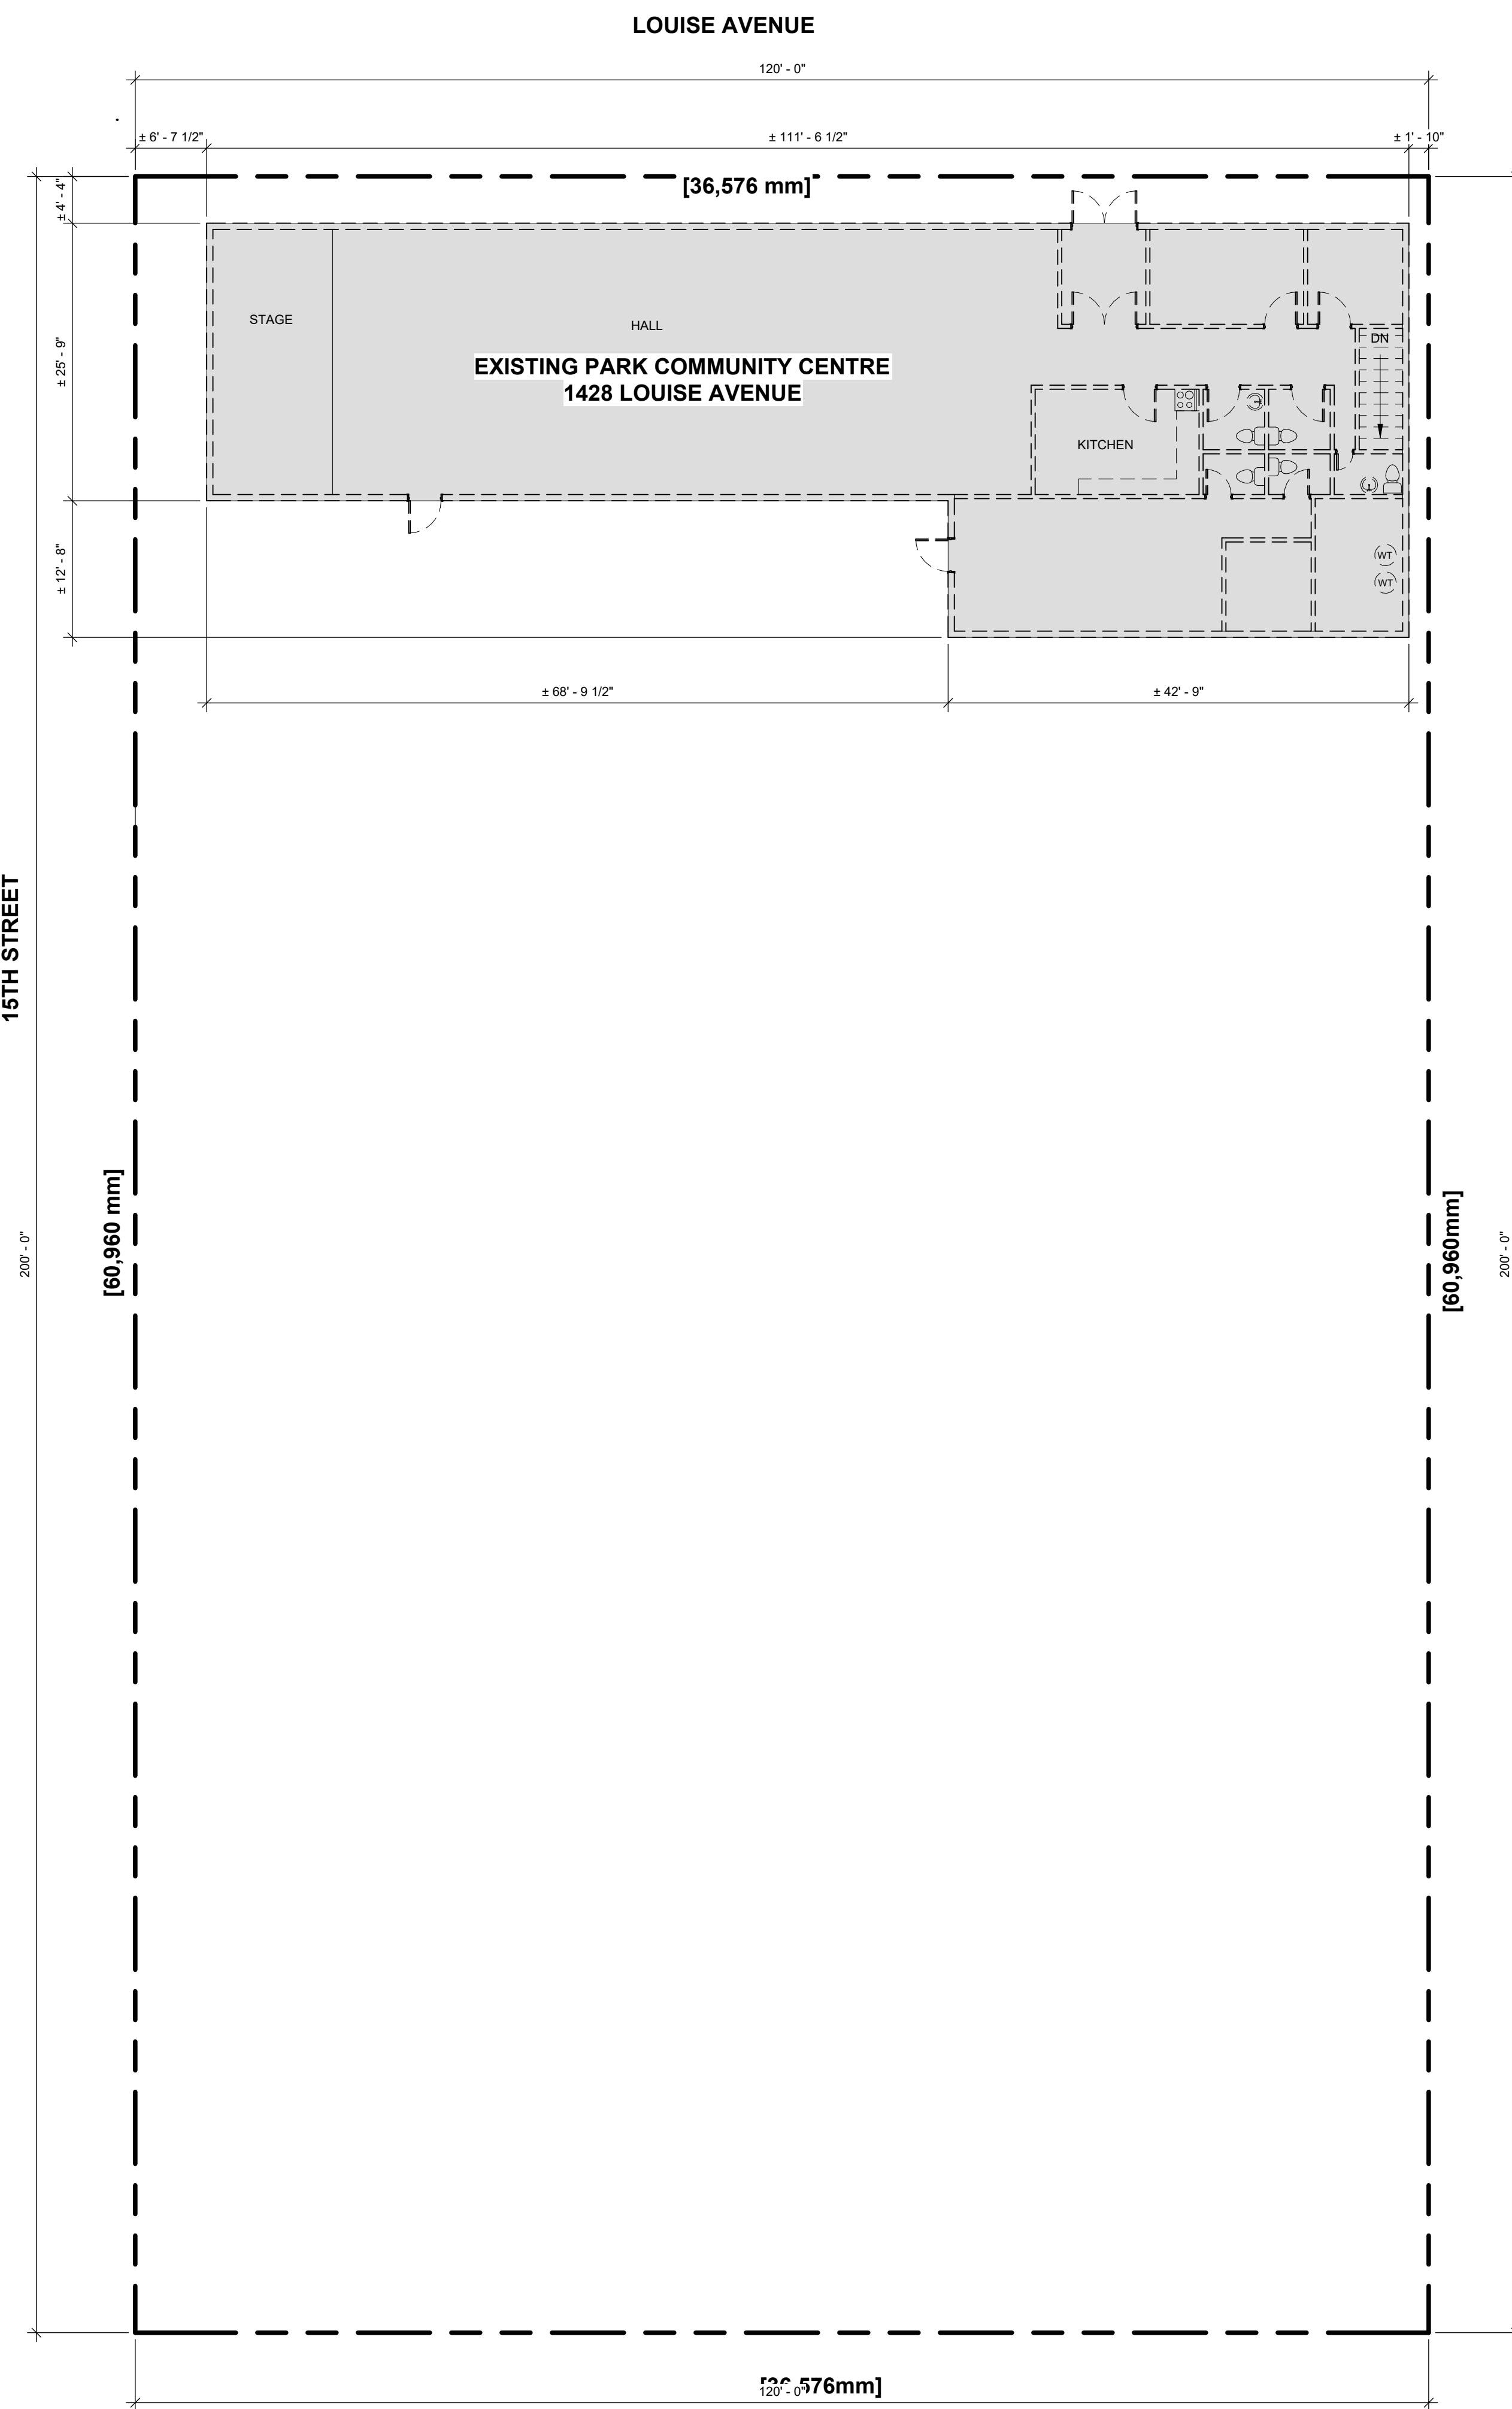 LOUISE AVENUE
120' - 0"
± 6' - 7 1/2"
± 111' - 6 1/2"
± 1' - 10"
± 4' - 4"
[36,576 mm]
± 25' - 9"
STAGE
HALL
DN
EXISTING PARK COMMUNITY CENTRE
1428 LOUISE AVENUE
KITCHEN
± 12' - 8"
WT
WT
± 68' - 9 1/2"
± 42' - 9"
15TH STREET
200' - 0"
[60,960 mm]
[60,960mm]
200' - 0"
[36,576mm]
120' - 0"